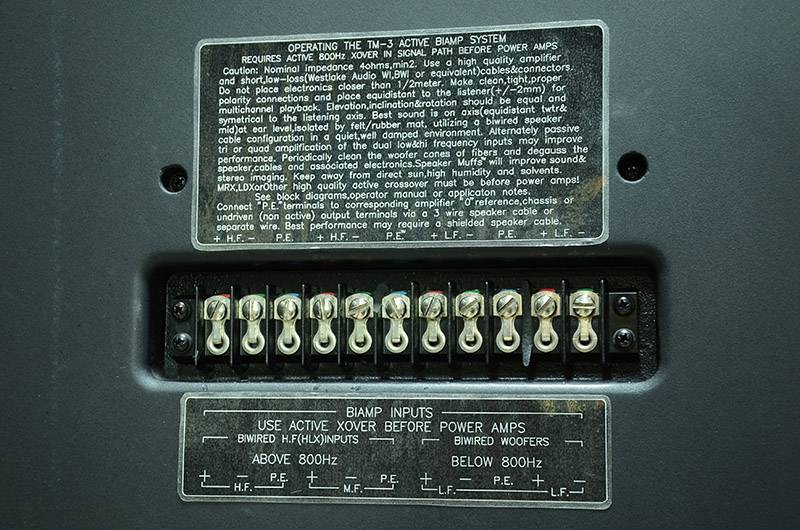 OPERATING THE TM-3 ACTIVE BIAMP SYSTEM
REQUIRES ACTIVE 800Hz XOVER IN SIGNAL PATH BEFORE POWER AMPS
Caution: Nominal impedance 4ohms,min2. Use a high quality amplifier
and short,low-loss(Westlake Audio WI,BWI or equivalent)cables&connectors.
Do not place electronics closer than 1/2meter. Make clean,tight,proper
polarity connections and place equidistant to the listener(+/-2mm) for
multichannel playback. Elevation,inclination&rotation should be equal and
symetrical to the listening axis. Best sound is on axis(equidistant twtr&
mid)at ear level,isolated by felt/rubber mat, utilizing a biwired speaker
cable configuration in a quiet,well damped environment. Alternately passive
tri or quad amplification of the dual low&hi frequency inputs may improve
performance. Periodically clean the woofer cones of fibers and degauss the
speaker,cables and associated electronics.Speaker Muffs™ will improve sound&
stereo imaging. Keep away from direct sun,high humidity and solvents.
MRX,LDXorOther high quality active crossover must be before power amps!
See block diagrams,operator manual or applicaton notes.
Connect "P.E."terminals to corresponding amplifier "0"reference,chassis or
undriven (non active) output terminals via a 3 wire speaker cable or
separate wire. Best performance may require a shielded speaker cable.
+ H.F. - P.E. + H.F. - P.E. + L.F. - P.E. + L.F. -
BIAMP INPUTS
USE ACTIVE XOVER BEFORE POWER AMPS
BIWIRED H.F(HLX)INPUTS BIWIRED WOOFERS
ABOVE 800Hz BELOW 800Hz
+ - P.E. + - P.E. + - P.E. + -
H.F. M.F. L.F. L.F.